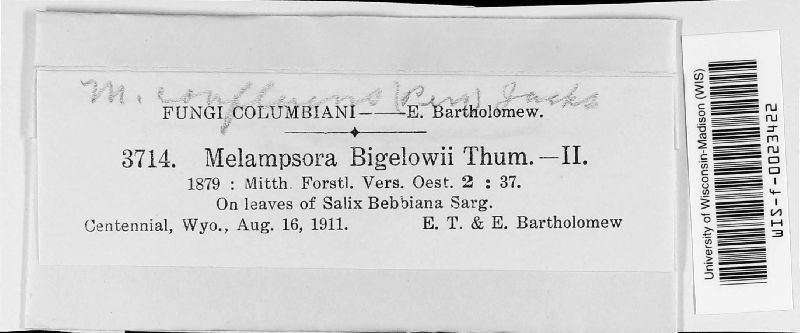 M. confluens (Pers) Jacks
FUNGI COLUMBIANI——E. Bartholomew.
3714. Melampsora Bigelowii Thum.—II.
1879 : Mitth. Forstl. Vers. Oest. 2 : 37.
On leaves of Salix Bebbiana Sarg.
Centennial, Wyo., Aug. 16, 1911. E. T. & E. Bartholomew
University of Wisconsin-Madison (WIS)
WIS-f-0023422